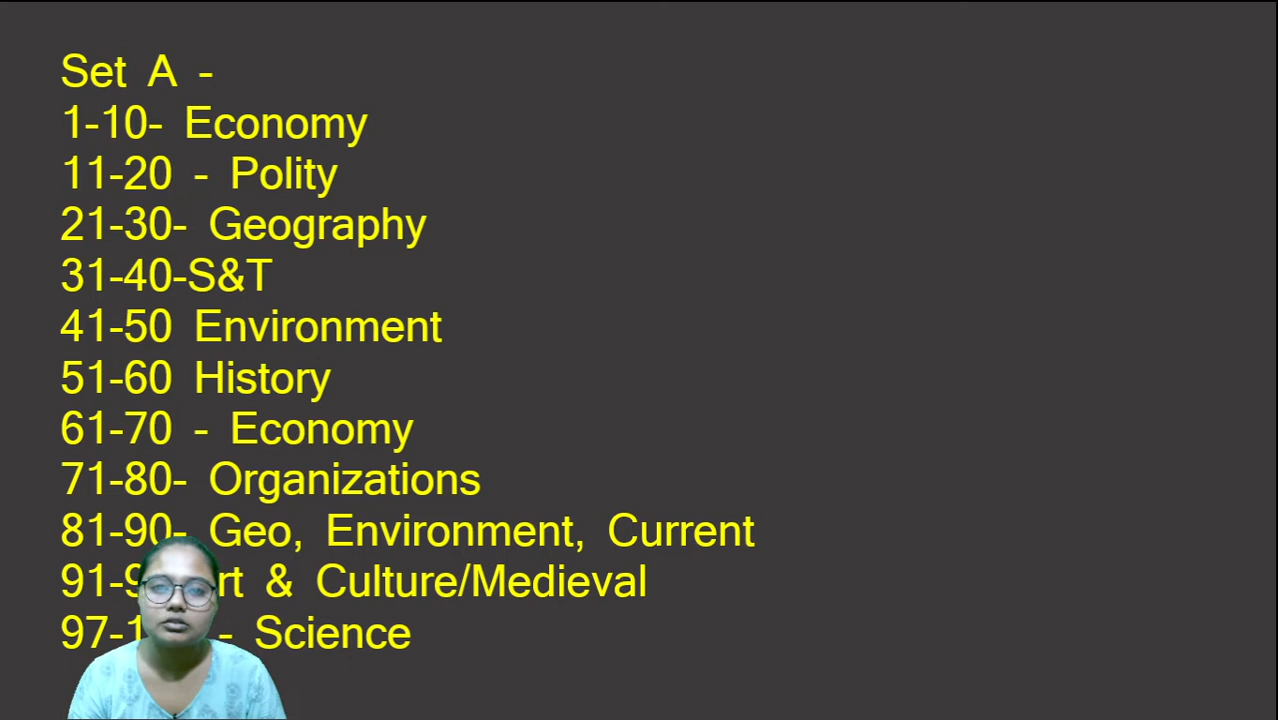 Set A -
1-10- Economy
11-20 - Polity
21-30- Geography
31-40-S&T
41-50 Environment
51-60 History
61-70 - Economy
71-80- Organizations
81-90- Geo, Environment, Current
& Culture/Medieval
- Science